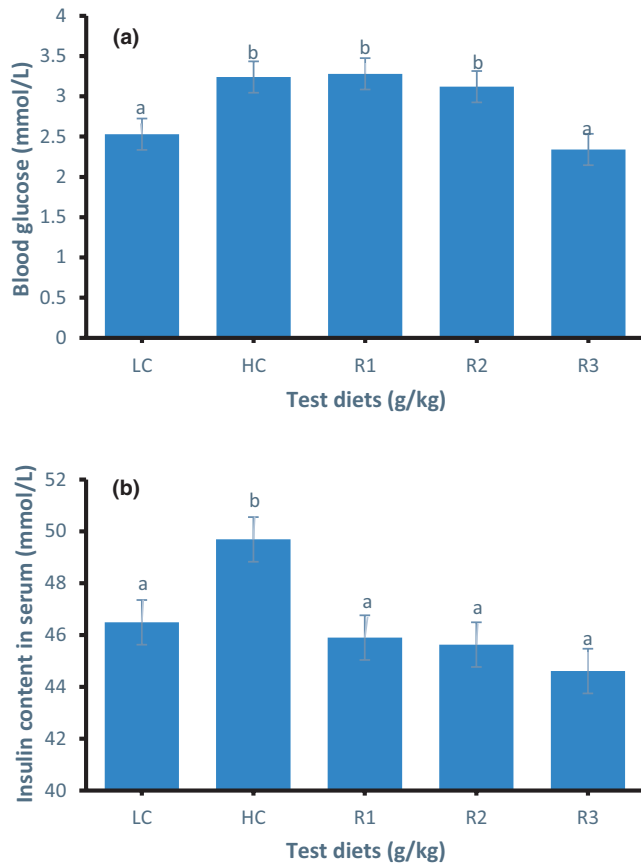 (a)
Blood glucose (mmol/L)
4
3.5
3
2.5
2
1.5
1
0.5
0
a
b
b
b
a
LC HC R1 R2 R3
Test diets (g/kg)
(b)
Insulin content in serum (mmol/L)
52
50
48
46
44
42
40
a
b
a
a
a
LC HC R1 R2 R3
Test diets (g/kg)